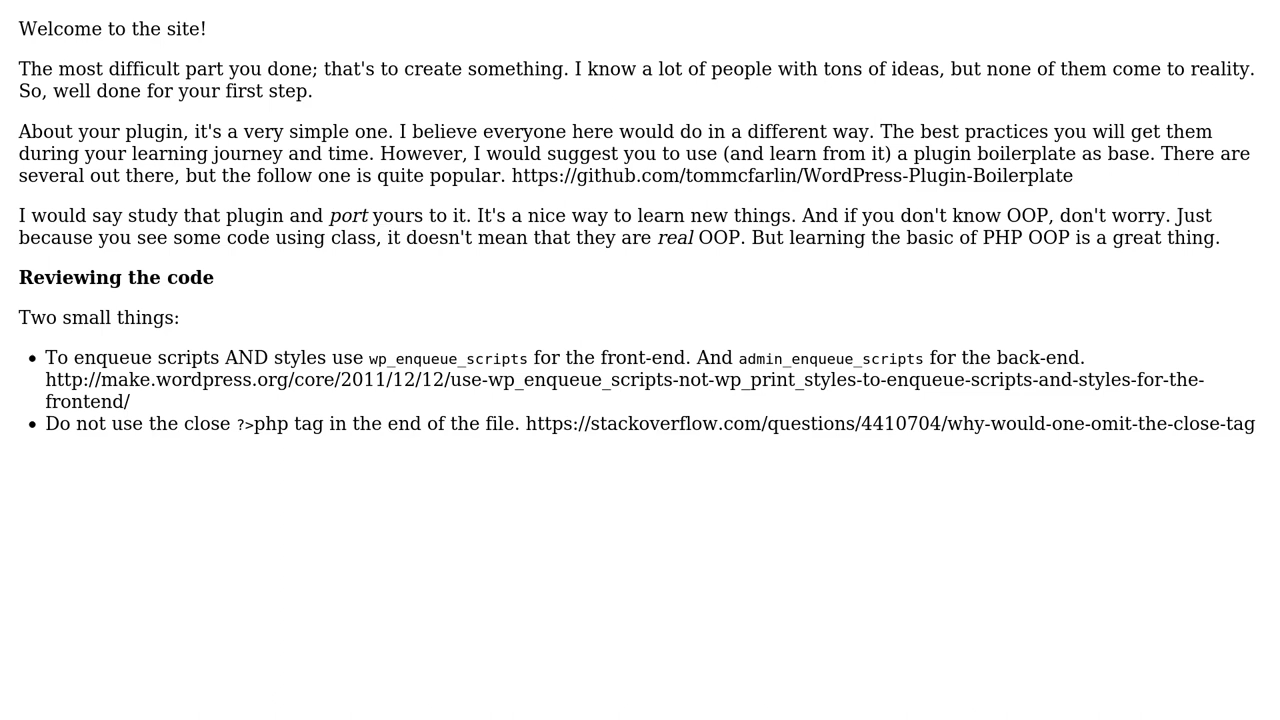 Welcome to the site!
The most difficult part you done; that's to create something. I know a lot of people with tons of ideas, but none of them come to reality.
So, well done for your first step.
About your plugin, it's a very simple one. I believe everyone here would do in a different way. The best practices you will get them
during your learning journey and time. However, I would suggest you to use (and learn from it) a plugin boilerplate as base. There are
several out there, but the follow one is quite popular. https://github.com/tommcfarlin/WordPress-Plugin-Boilerplate
I would say study that plugin and port yours to it. It's a nice way to learn new things. And if you don't know OOP, don't worry. Just
because you see some code using class, it doesn't mean that they are real OOP. But learning the basic of PHP OOP is a great thing.
Reviewing the code
Two small things:
• To enqueue scripts AND styles use wp_enqueue_scripts for the front-end. And admin_enqueue_scripts for the back-end.
http://make.wordpress.org/core/2011/12/12/use-wp_enqueue_scripts-not-wp_print_styles-to-enqueue-scripts-and-styles-for-the-
frontend/
• Do not use the close ?>php tag in the end of the file. https://stackoverflow.com/questions/4410704/why-would-one-omit-the-close-tag